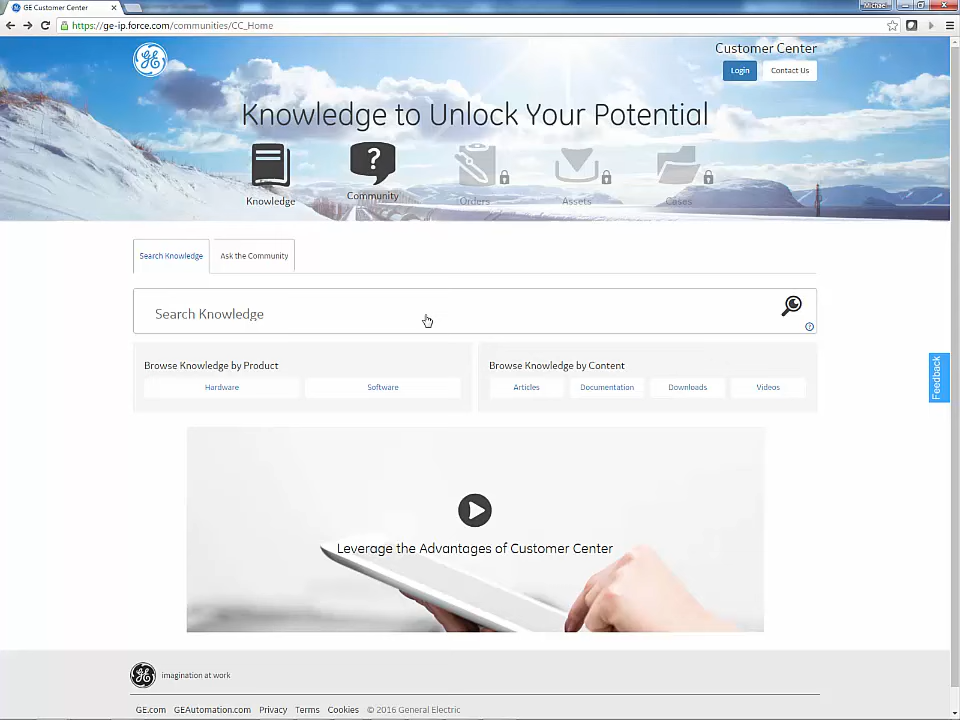 GE Customer Center
Michael
https://ge-ip.force.com/communities/CC_Home
Customer Center
Login
Contact Us
Knowledge to Unlock Your Potential
Knowledge
Community
Orders
Assets
Cases
Search Knowledge
Ask the Community
Search Knowledge
Browse Knowledge by Product
Browse Knowledge by Content
Hardware
Software
Articles
Documentation
Downloads
Videos
Feedback
Leverage the Advantages of Customer Center
imagination at work
GE.com GEAutomation.com Privacy Terms Cookies © 2016 General Electric